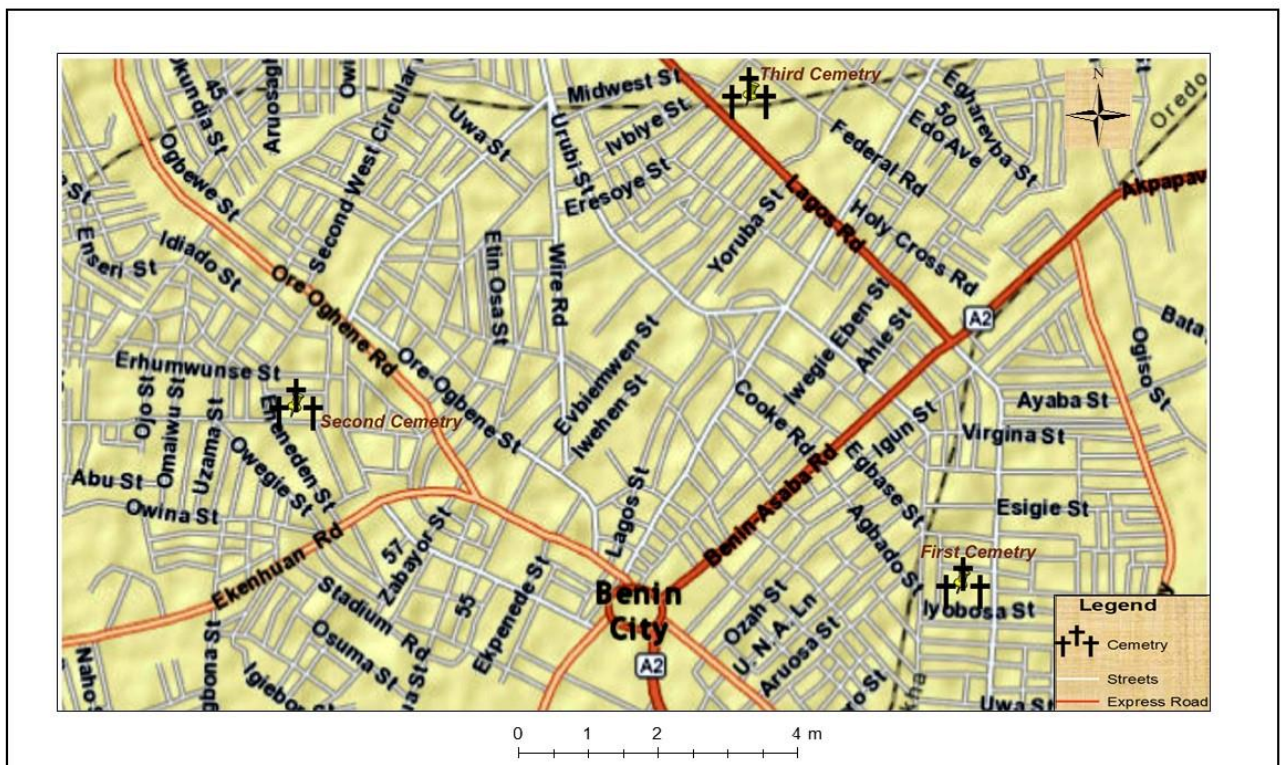 Third Cemetry
N
Midwest St
45
Uwa St
Ivbiye St
Urubi St
Egharevba St
50
Edo Ave
Oredo
Federal Rd
Ogbewe St
Second West Circular
Eresoye St
Lagos Rd
Yoruba St
Holy Cross Rd
Enseri St
Idiado St
Etin Osa St
Wire Rd
Ore Oghene Rd
A2
Iwegie Eben St
Ahie St
Ogiso St
Erhumwunse St
Ore-Ogbene St
Evbiemwen St
Iwehen St
Cooke Rd
Ayaba St
Ojo St
Omaiwu St
Uzama St
Second Cemetry
Igun St
Virgina St
Owegie St
Benin-Asaba Rd
Egbase St
Abu St
Owina St
Lagos St
Esigie St
Agbado St
Ekenhuan Rd
57
Zabayor St
First Cemetry
Stadium Rd
55
Ekpenede St
Benin
City
Ozah St
U. N. A. Ln
Iyobosa St
Osuma St
Aruosa St
A2
Uwa St
Legend
Cemetry
Streets
Express Road
0 1 2 4 m